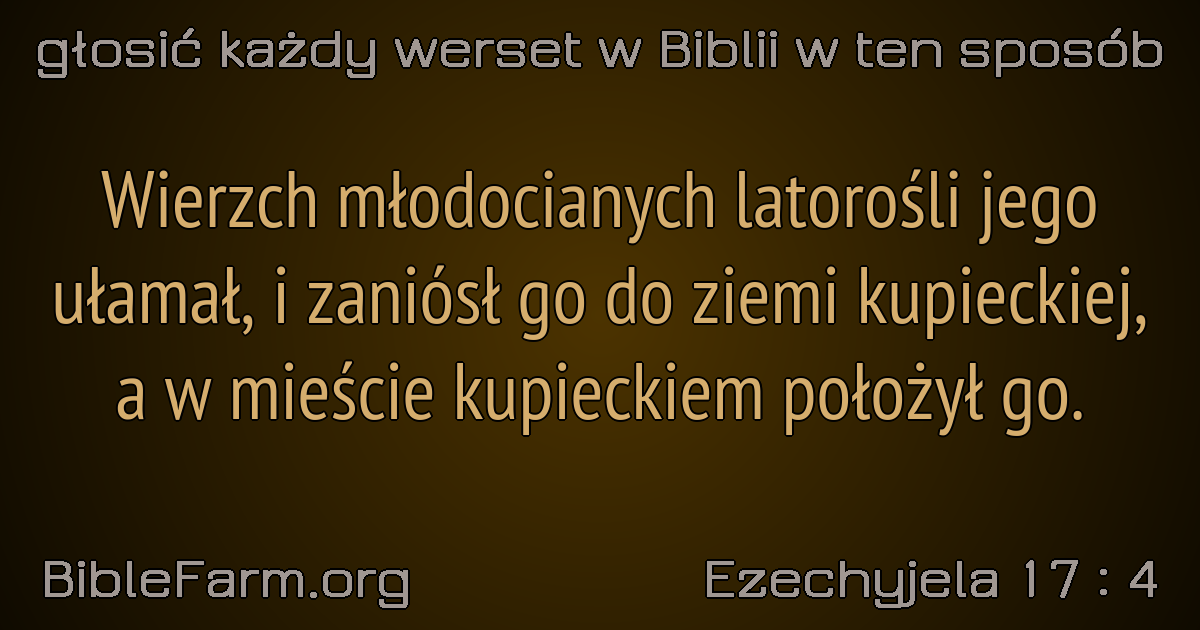 głosić każdy werset w Biblii w ten sposób
Wierzch młodocianych latorośli jego
ułamał, i zaniósł go do ziemi kupieckiej,
a w mieście kupieckiem położył go.
BibleFarm.org
Ezechyjela 17 : 4